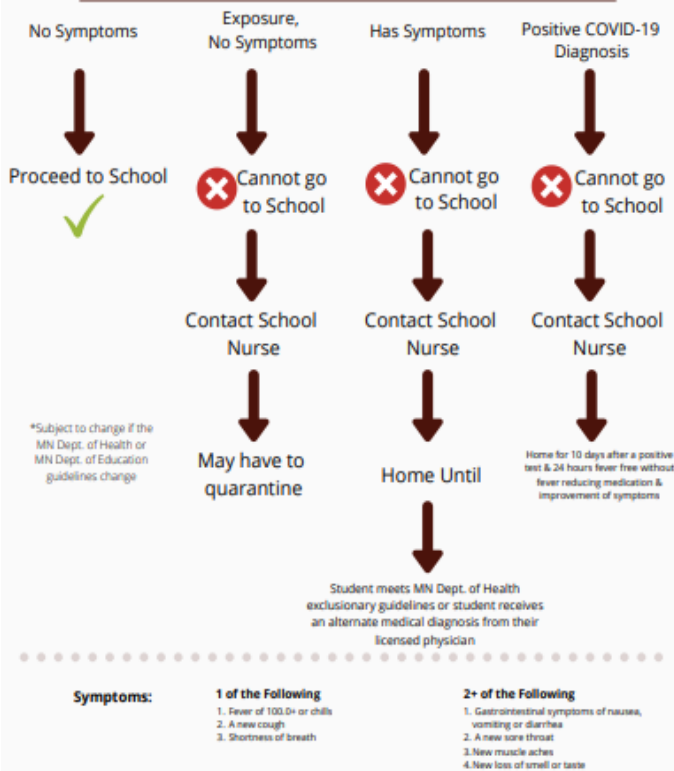 No Symptoms
Proceed to School
*Subject to change if the
MN Dept. of Health or
MN Dept. of Education
guidelines change
Exposure,
No Symptoms
Cannot go
to School
Contact School
Nurse
May have to
quarantine
Has Symptoms
Cannot go
to School
Contact School
Nurse
Home Until
Student meets MN Dept. of Health
exclusionary guidelines or student receives
an alternate medical diagnosis from their
licensed physician
Positive COVID-19
Diagnosis
Cannot go
to School
Contact School
Nurse
Home for 10 days after a positive
test & 24 hours fever free without
fever reducing medication &
improvement of symptoms
Symptoms:
1 of the Following
1. Fever of 100.0+ or chills
2. A new cough
3. Shortness of breath
2+ of the Following
1. Gastrointestinal symptoms of nausea,
vomiting or diarrhea
2. A new sore throat
3.New muscle aches
4.New loss of smell or taste